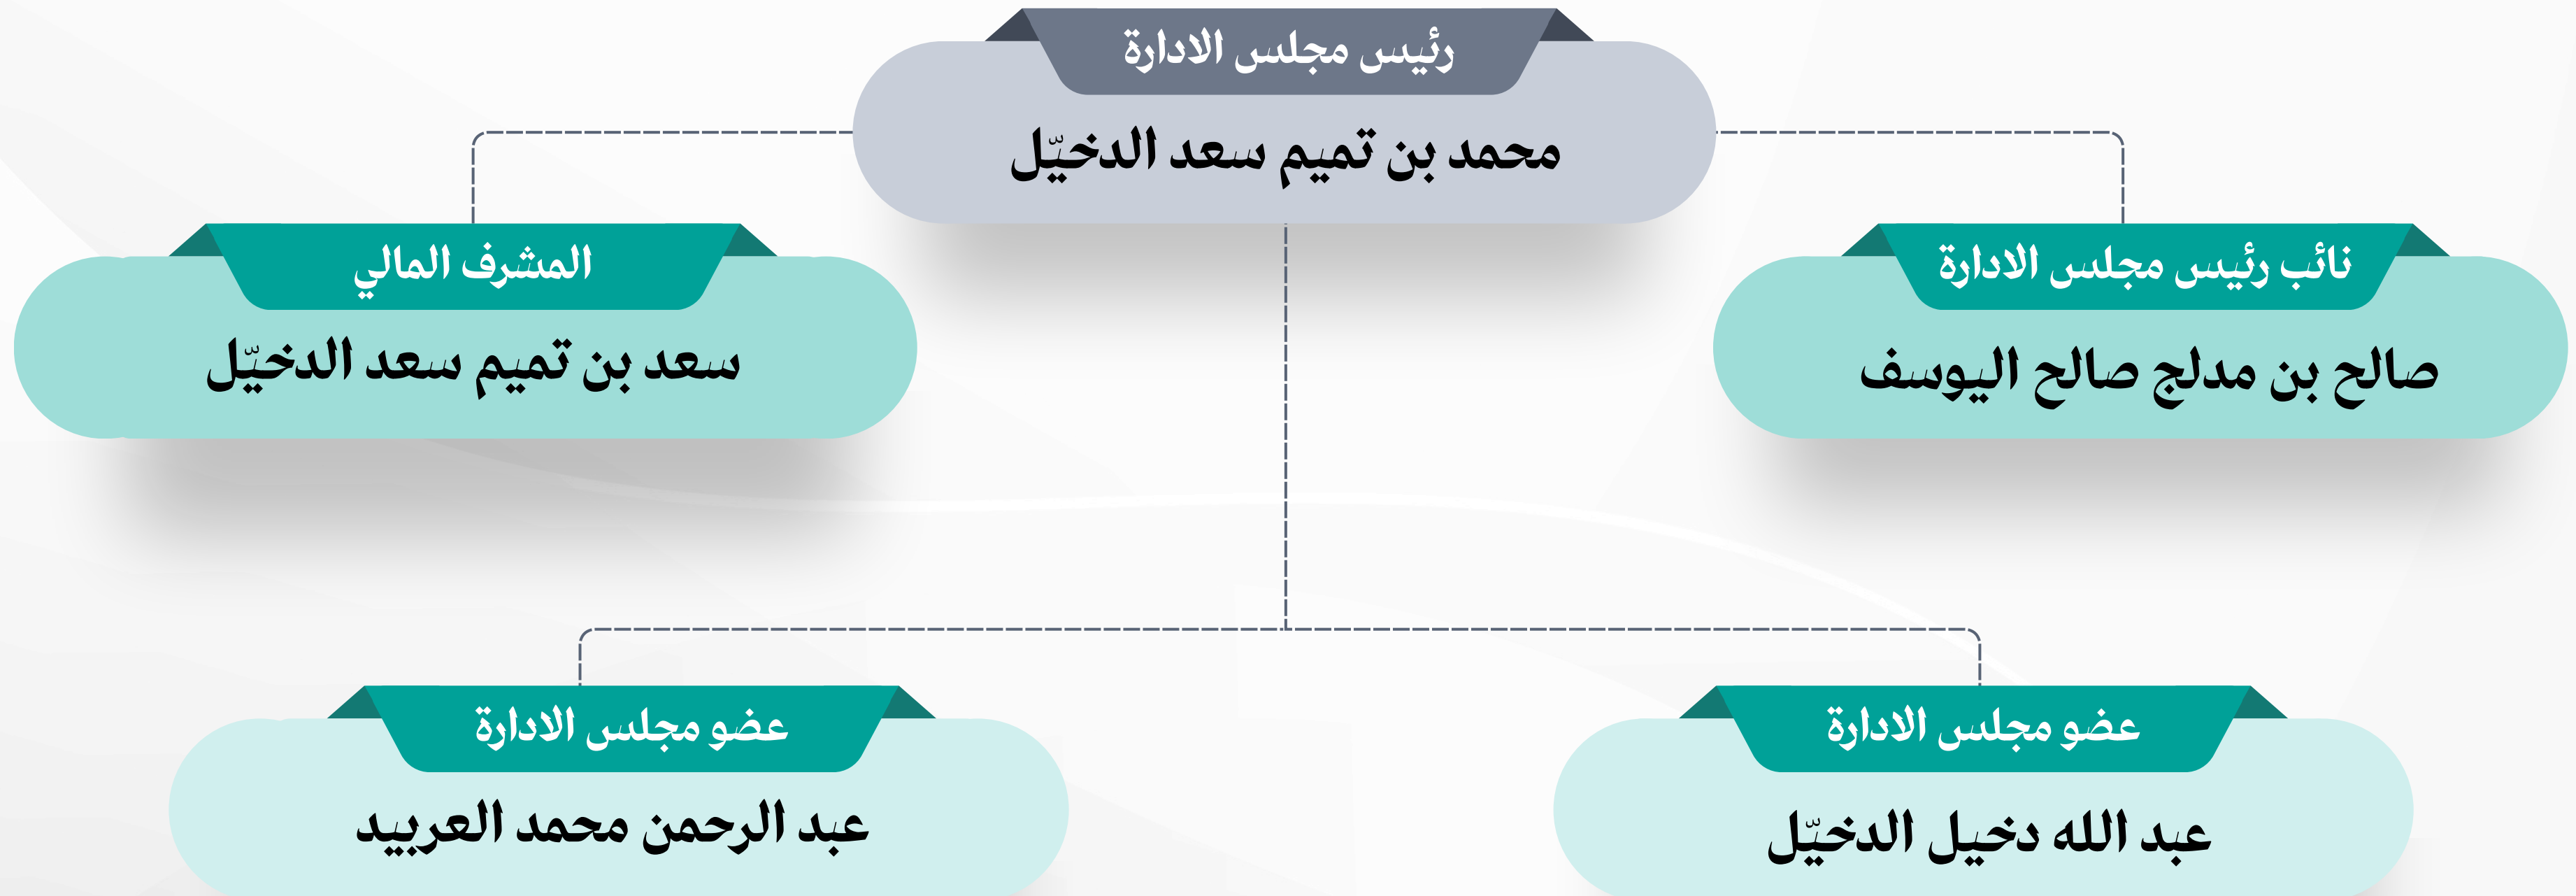 رئيس مجلس الادارة
محمد بن تميم سعد الدخيّل
نائب رئيس مجلس الادارة
صالح بن مدلج صالح اليوسف
المشرف المالي
سعد بن تميم سعد الدخيّل
عضو مجلس الادارة
عبد الله دخيل الدخيّل
عضو مجلس الادارة
عبد الرحمن محمد العربيد